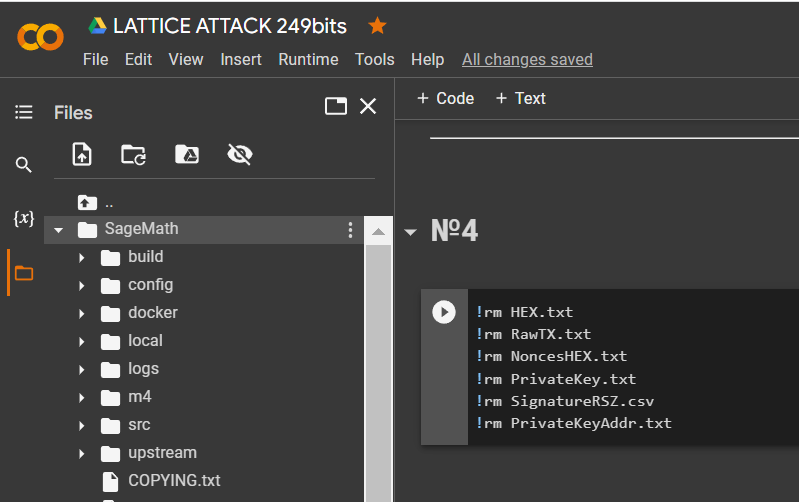 LATTICE ATTACK 249bits
File Edit View Insert Runtime Tools Help All changes saved
Files
+ Code + Text
..
{x}
SageMath
build
config
docker
local
logs
m4
src
upstream
COPYING.txt
№4
!rm HEX.txt
!rm RawTX.txt
!rm NoncesHEX.txt
!rm PrivateKey.txt
!rm SignatureRSZ.csv
!rm PrivateKeyAddr.txt